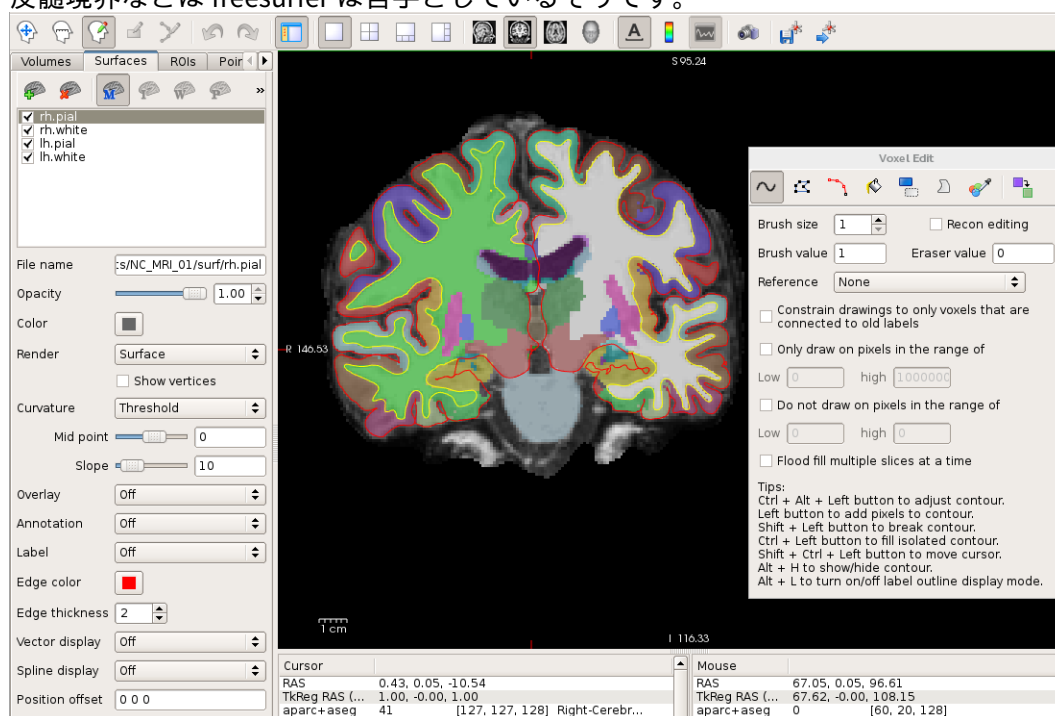 皮髄境界などは freesurfer は苦手としているそうです。
A
Volumes Surfaces ROIs Poir
M P W P »
rh.pial
rh.white
lh.pial
lh.white
File name :s/NC_MRI_01/surf/rh.pial
Opacity 1.00
Color
Render Surface
Show vertices
Curvature Threshold
Mid point 0
Slope 10
Overlay Off
Annotation Off
Label Off
Edge color
Edge thickness 2
Vector display Off
Spline display Off
Position offset 0 0 0
S 95.24
R 146.53
1 cm
I 116.33
Voxel Edit
Brush size 1 Recon editing
Brush value 1 Eraser value 0
Reference None
Constrain drawings to only voxels that are
connected to old labels
Only draw on pixels in the range of
Low 0 high 1000000
Do not draw on pixels in the range of
Low 0 high 0
Flood fill multiple slices at a time
Tips:
Ctrl + Alt + Left button to adjust contour.
Left button to add pixels to contour.
Shift + Left button to break contour.
Ctrl + Left button to fill isolated contour.
Shift + Ctrl + Left button to move cursor.
Alt + H to show/hide contour.
Alt + L to turn on/off label outline display mode.
Cursor
RAS 0.43, 0.05, -10.54
TkReg RAS (... 1.00, -0.00, 1.00
aparc+aseg 41 [127, 127, 128] Right-Cerebr...
Mouse
RAS 67.05, 0.05, 96.61
TkReg RAS (... 67.62, -0.00, 108.15
aparc+aseg 0 [60, 20, 128]